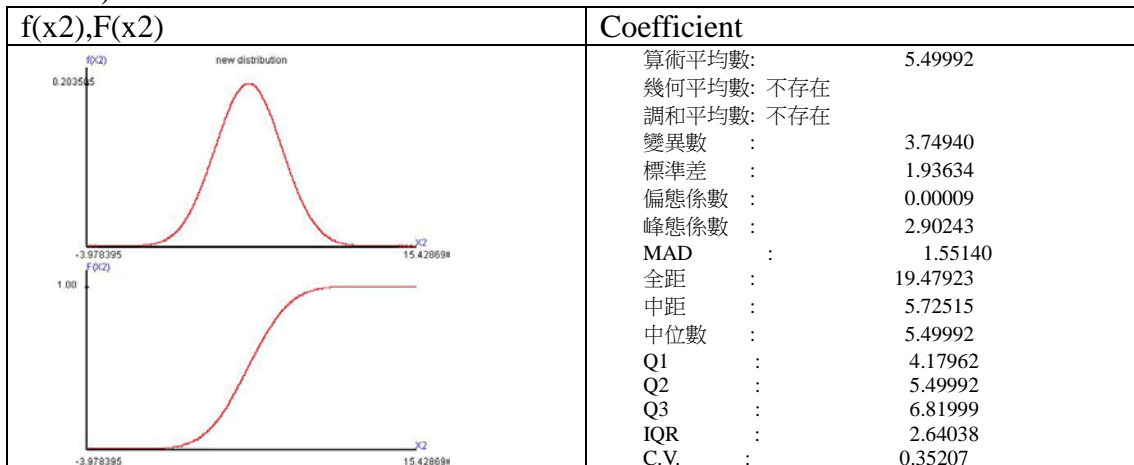 f(x2),F(x2)
Coefficient
f(X2)
new distribution
0.203505
X2
-3.978395
15.42869
F(X2)
1.00
X2
-3.978395
15.42869
算術平均數: 5.49992
幾何平均數: 不存在
調和平均數: 不存在
變異數 : 3.74940
標準差 : 1.93634
偏態係數 : 0.00009
峰態係數 : 2.90243
MAD : 1.55140
全距 : 19.47923
中距 : 5.72515
中位數 : 5.49992
Q1 : 4.17962
Q2 : 5.49992
Q3 : 6.81999
IQR : 2.64038
C.V. : 0.35207